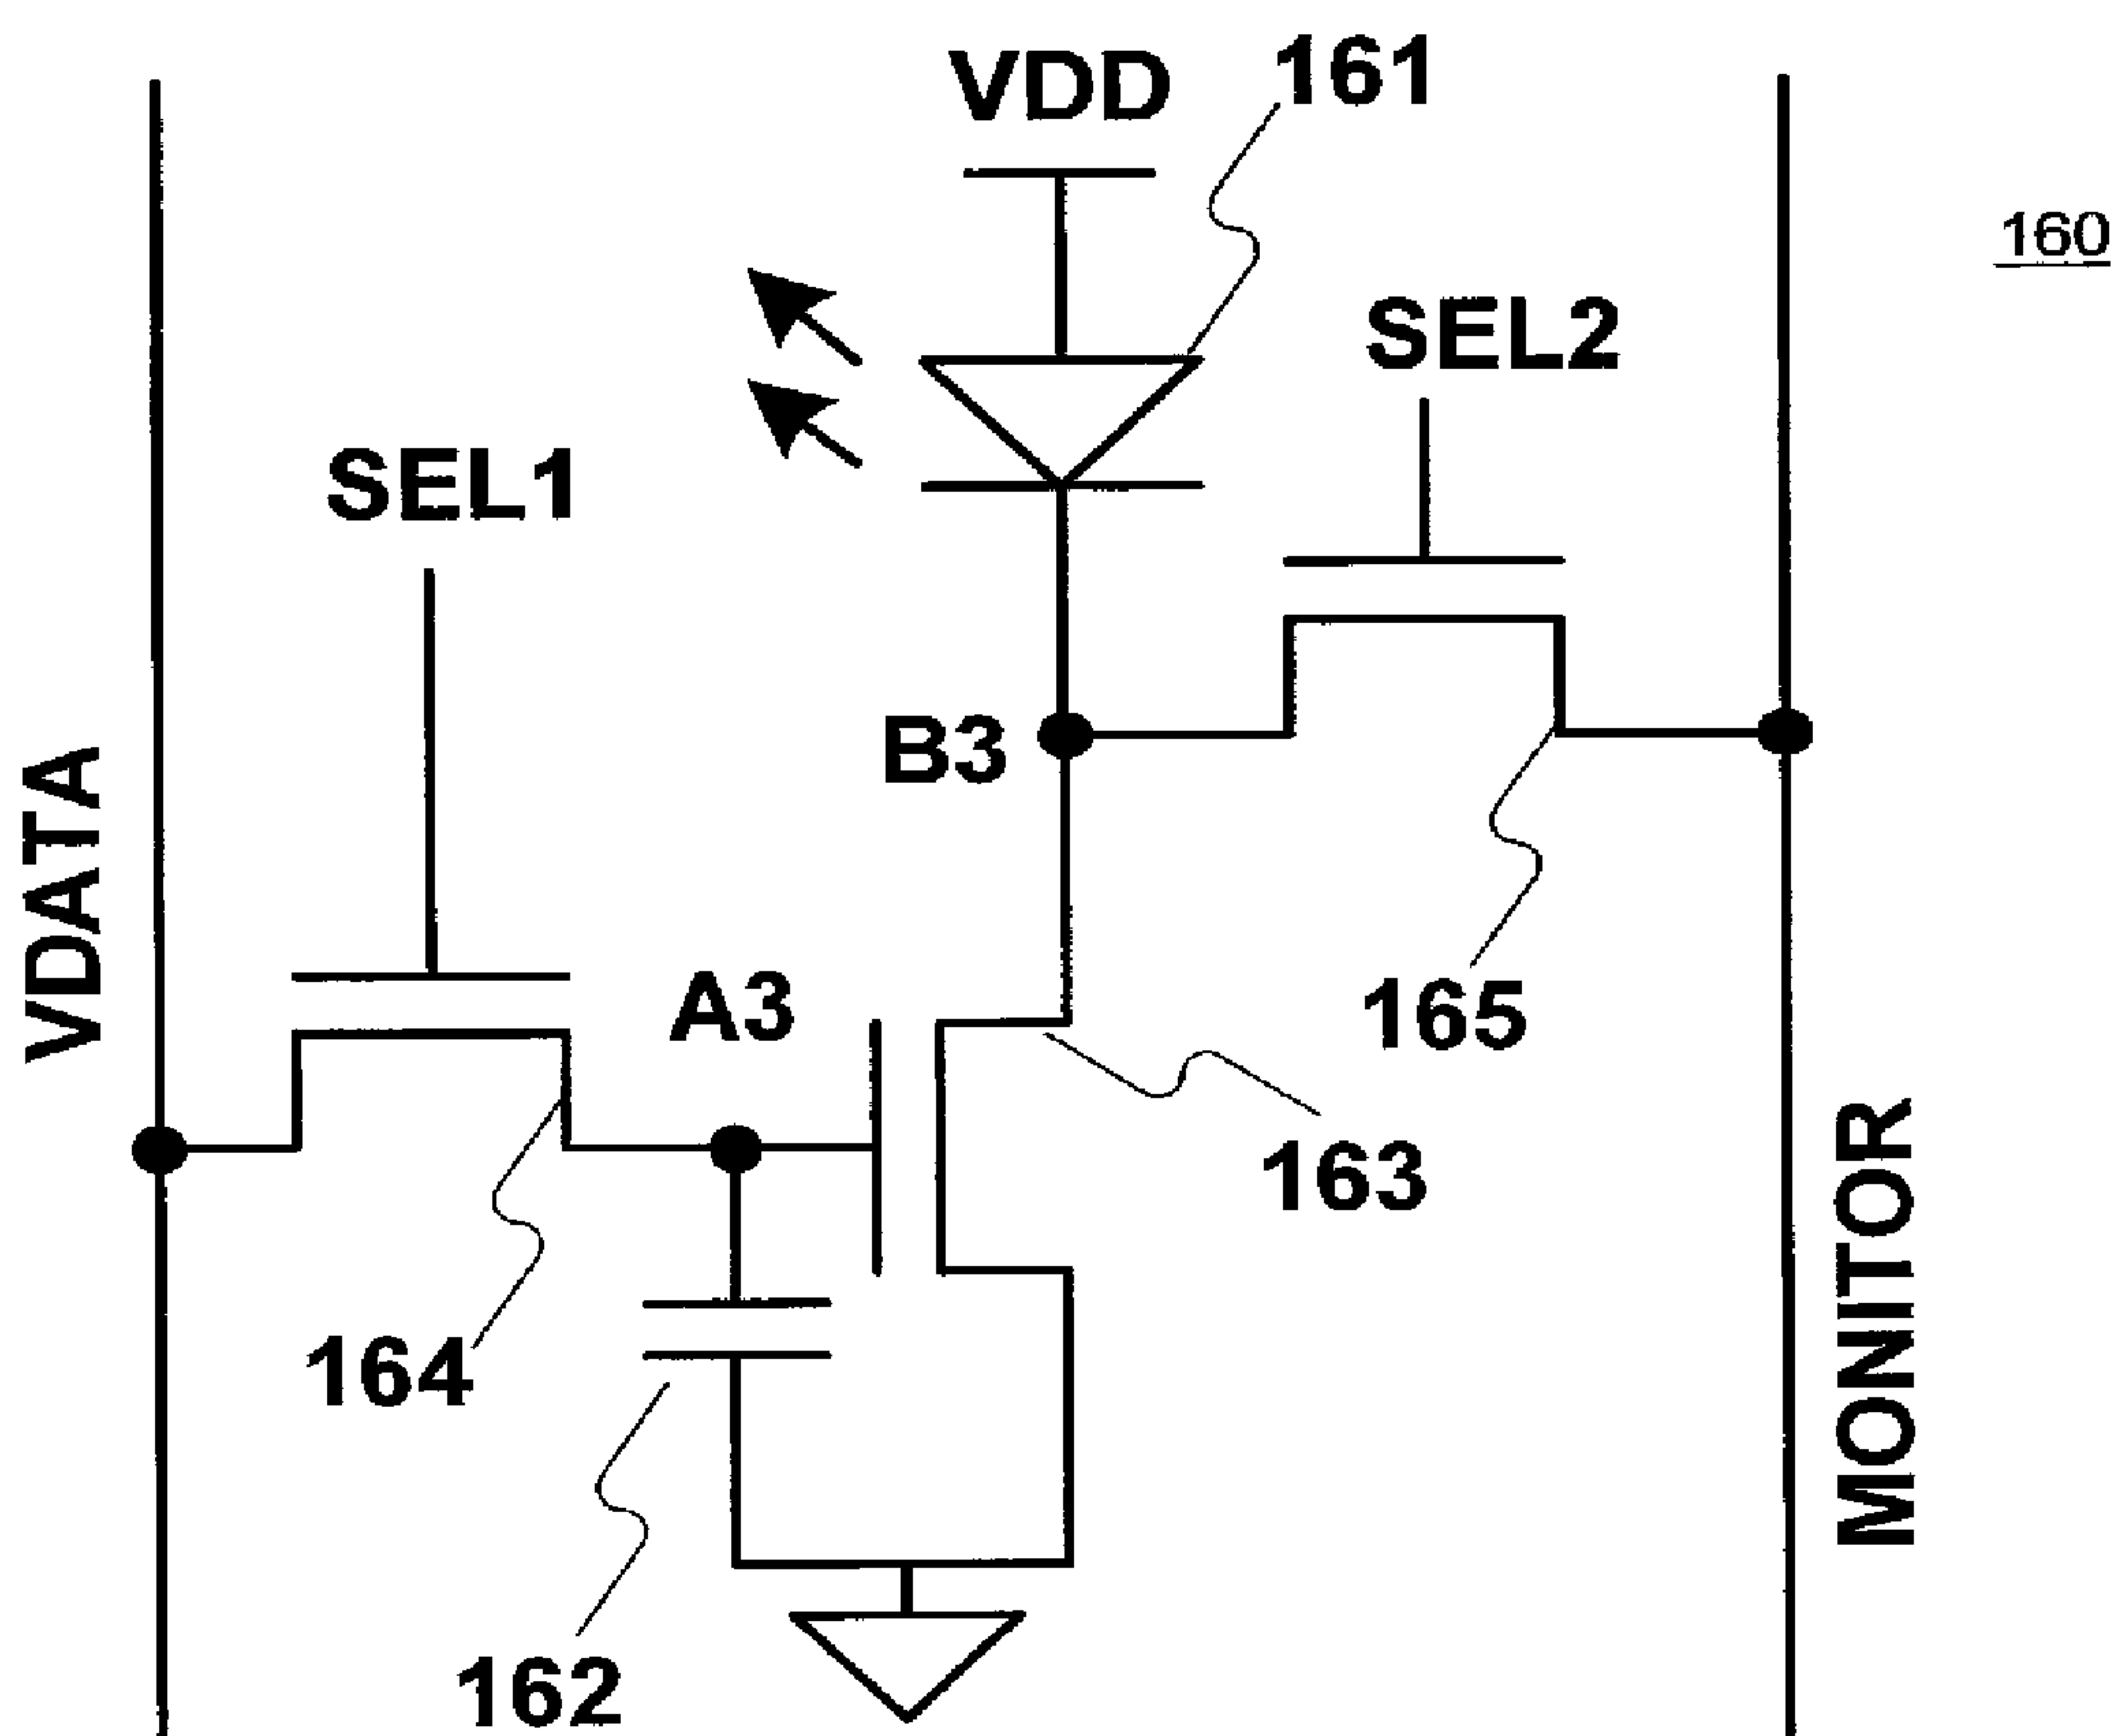 VDD
161
160
SEL2
SEL1
B3
VDATA
A3
165
163
MONITOR
164
162